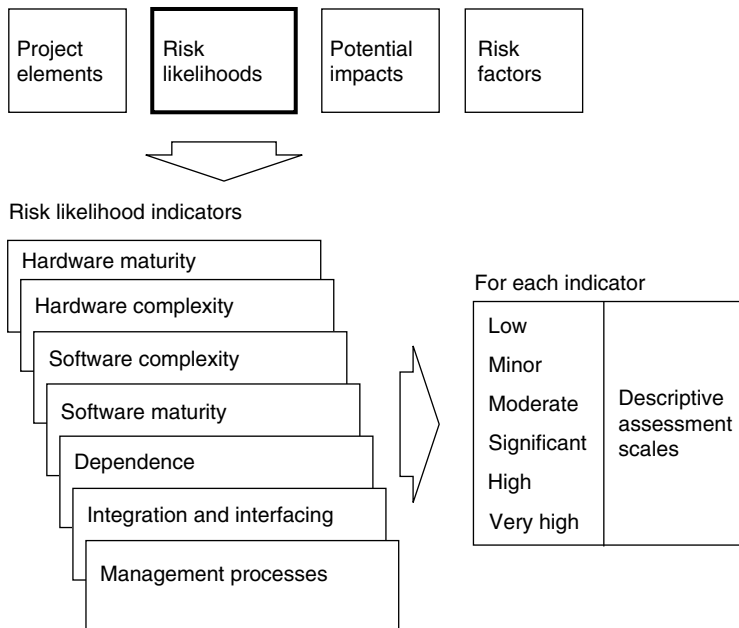 Project
elements
Risk
likelihoods
Potential
impacts
Risk
factors
Risk likelihood indicators
Hardware maturity
Hardware complexity
Software complexity
Software maturity
Dependence
Integration and interfacing
Management processes
For each indicator
Low
Minor
Moderate
Significant
High
Very high
Descriptive
assessment
scales